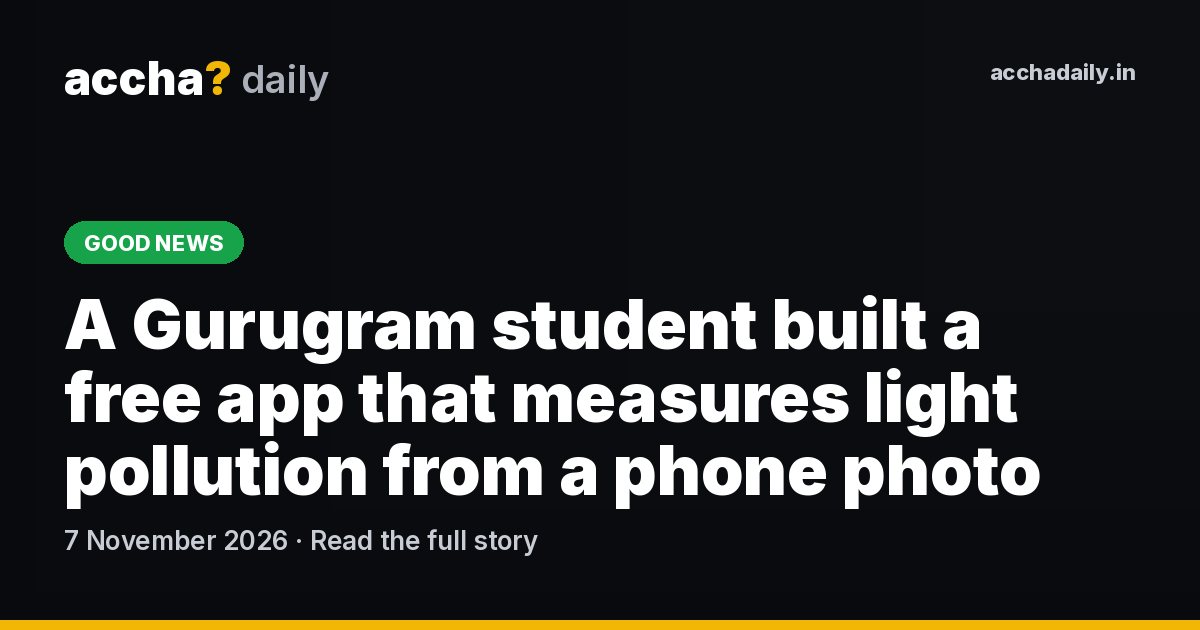 accha? daily
acchadaily.in
GOOD NEWS
A Gurugram student built a
free app that measures light
pollution from a phone photo
7 November 2026 · Read the full story